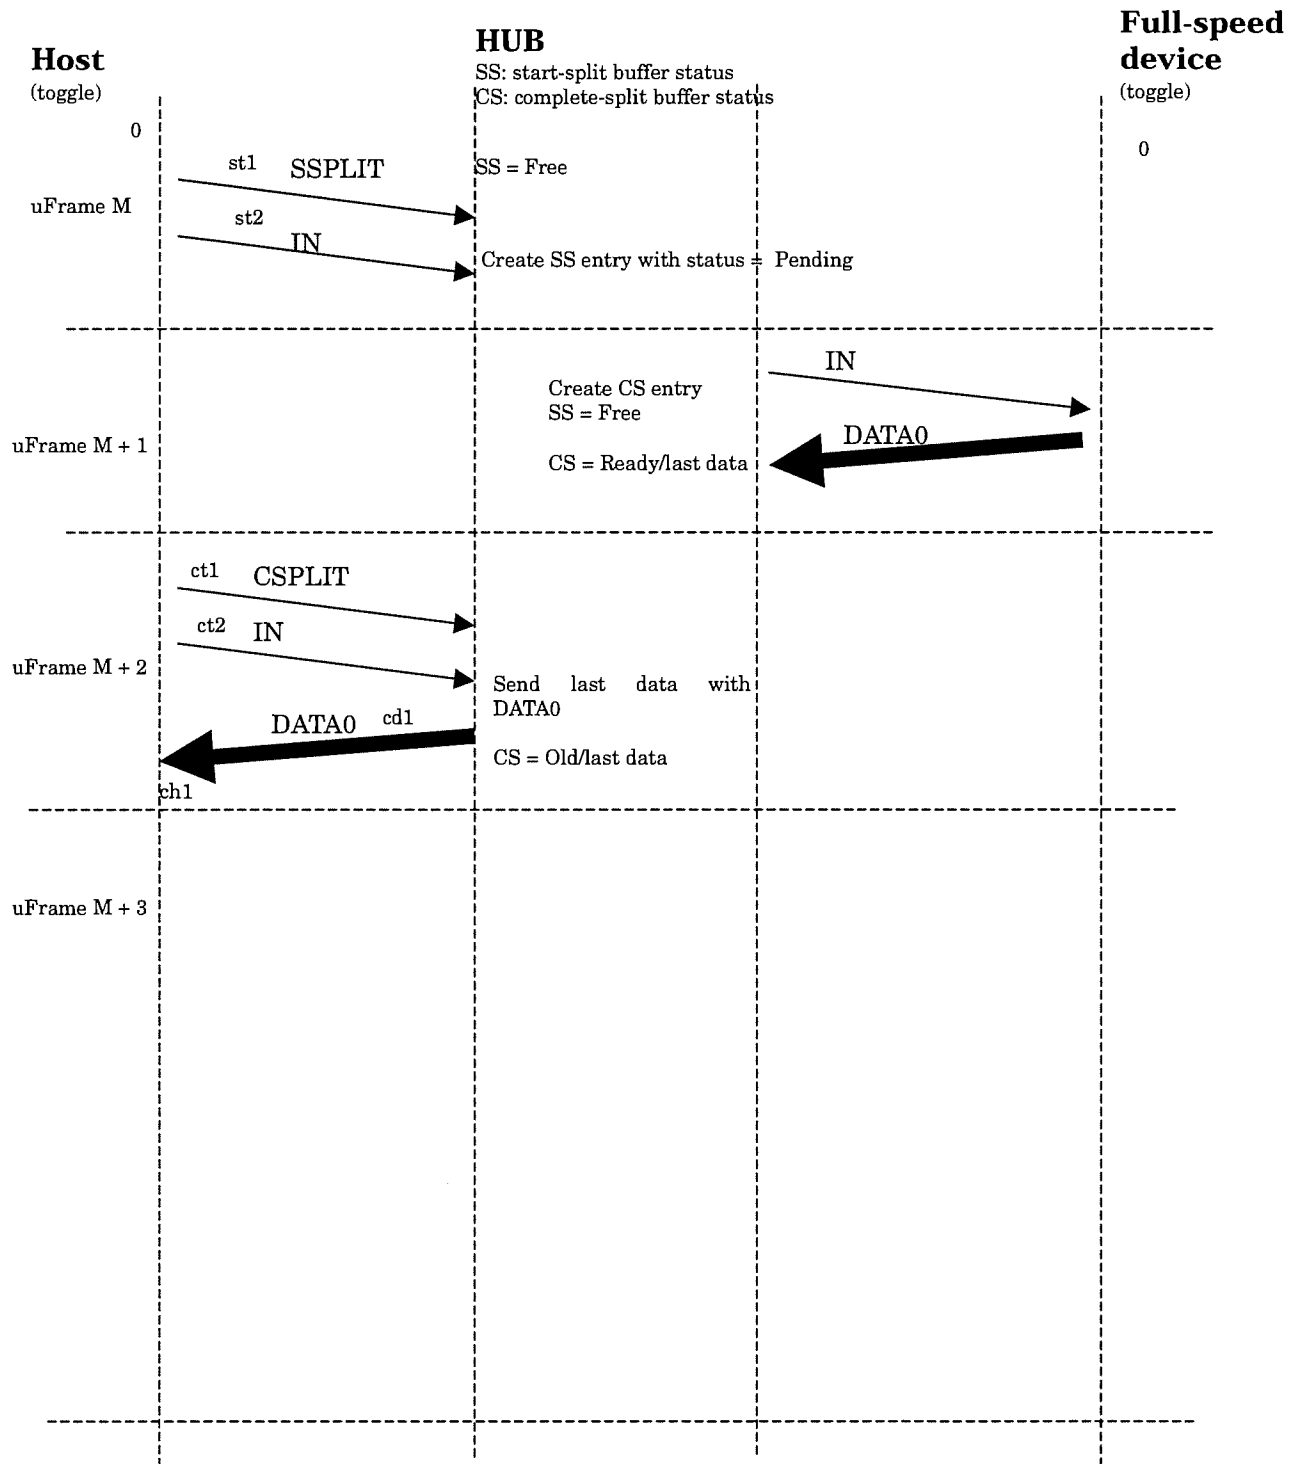 Host
(toggle)
HUB
SS: start-split buffer status
CS: complete-split buffer status
Full-speed
device
(toggle)
0
0
st1 SSPLIT
SS = Free
uFrame M
st2
IN
Create SS entry with status = Pending
IN
Create CS entry
SS = Free
uFrame M + 1
DATA0
CS = Ready/last data
ct1 CSPLIT
ct2 IN
uFrame M + 2
Send last data with
DATA0
DATA0 cd1
CS = Old/last data
ch1
uFrame M + 3